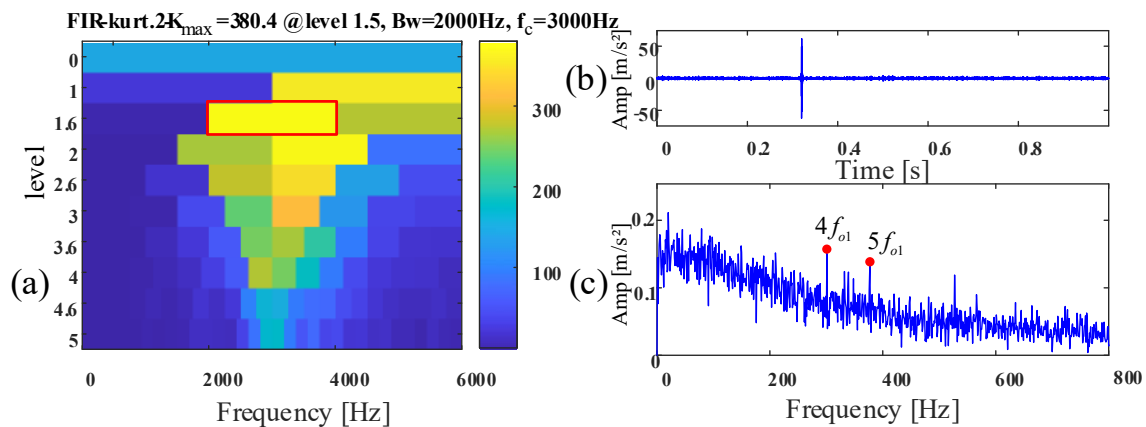 FIR-kurt.2-K_max =380.4 @level 1.5, Bw=2000Hz, f_c=3000Hz
0
1
1.6
2
2.6
3
3.6
4
4.6
5
level
(a)
0 2000 4000 6000
Frequency [Hz]
300
200
100
(b)
Amp [m/s²]
50
0
-50
0 0.2 0.4 0.6 0.8
Time [s]
(c)
Amp [m/s²]
0.2
0.1
0
4f_o1
5f_o1
0 200 400 600 800
Frequency [Hz]